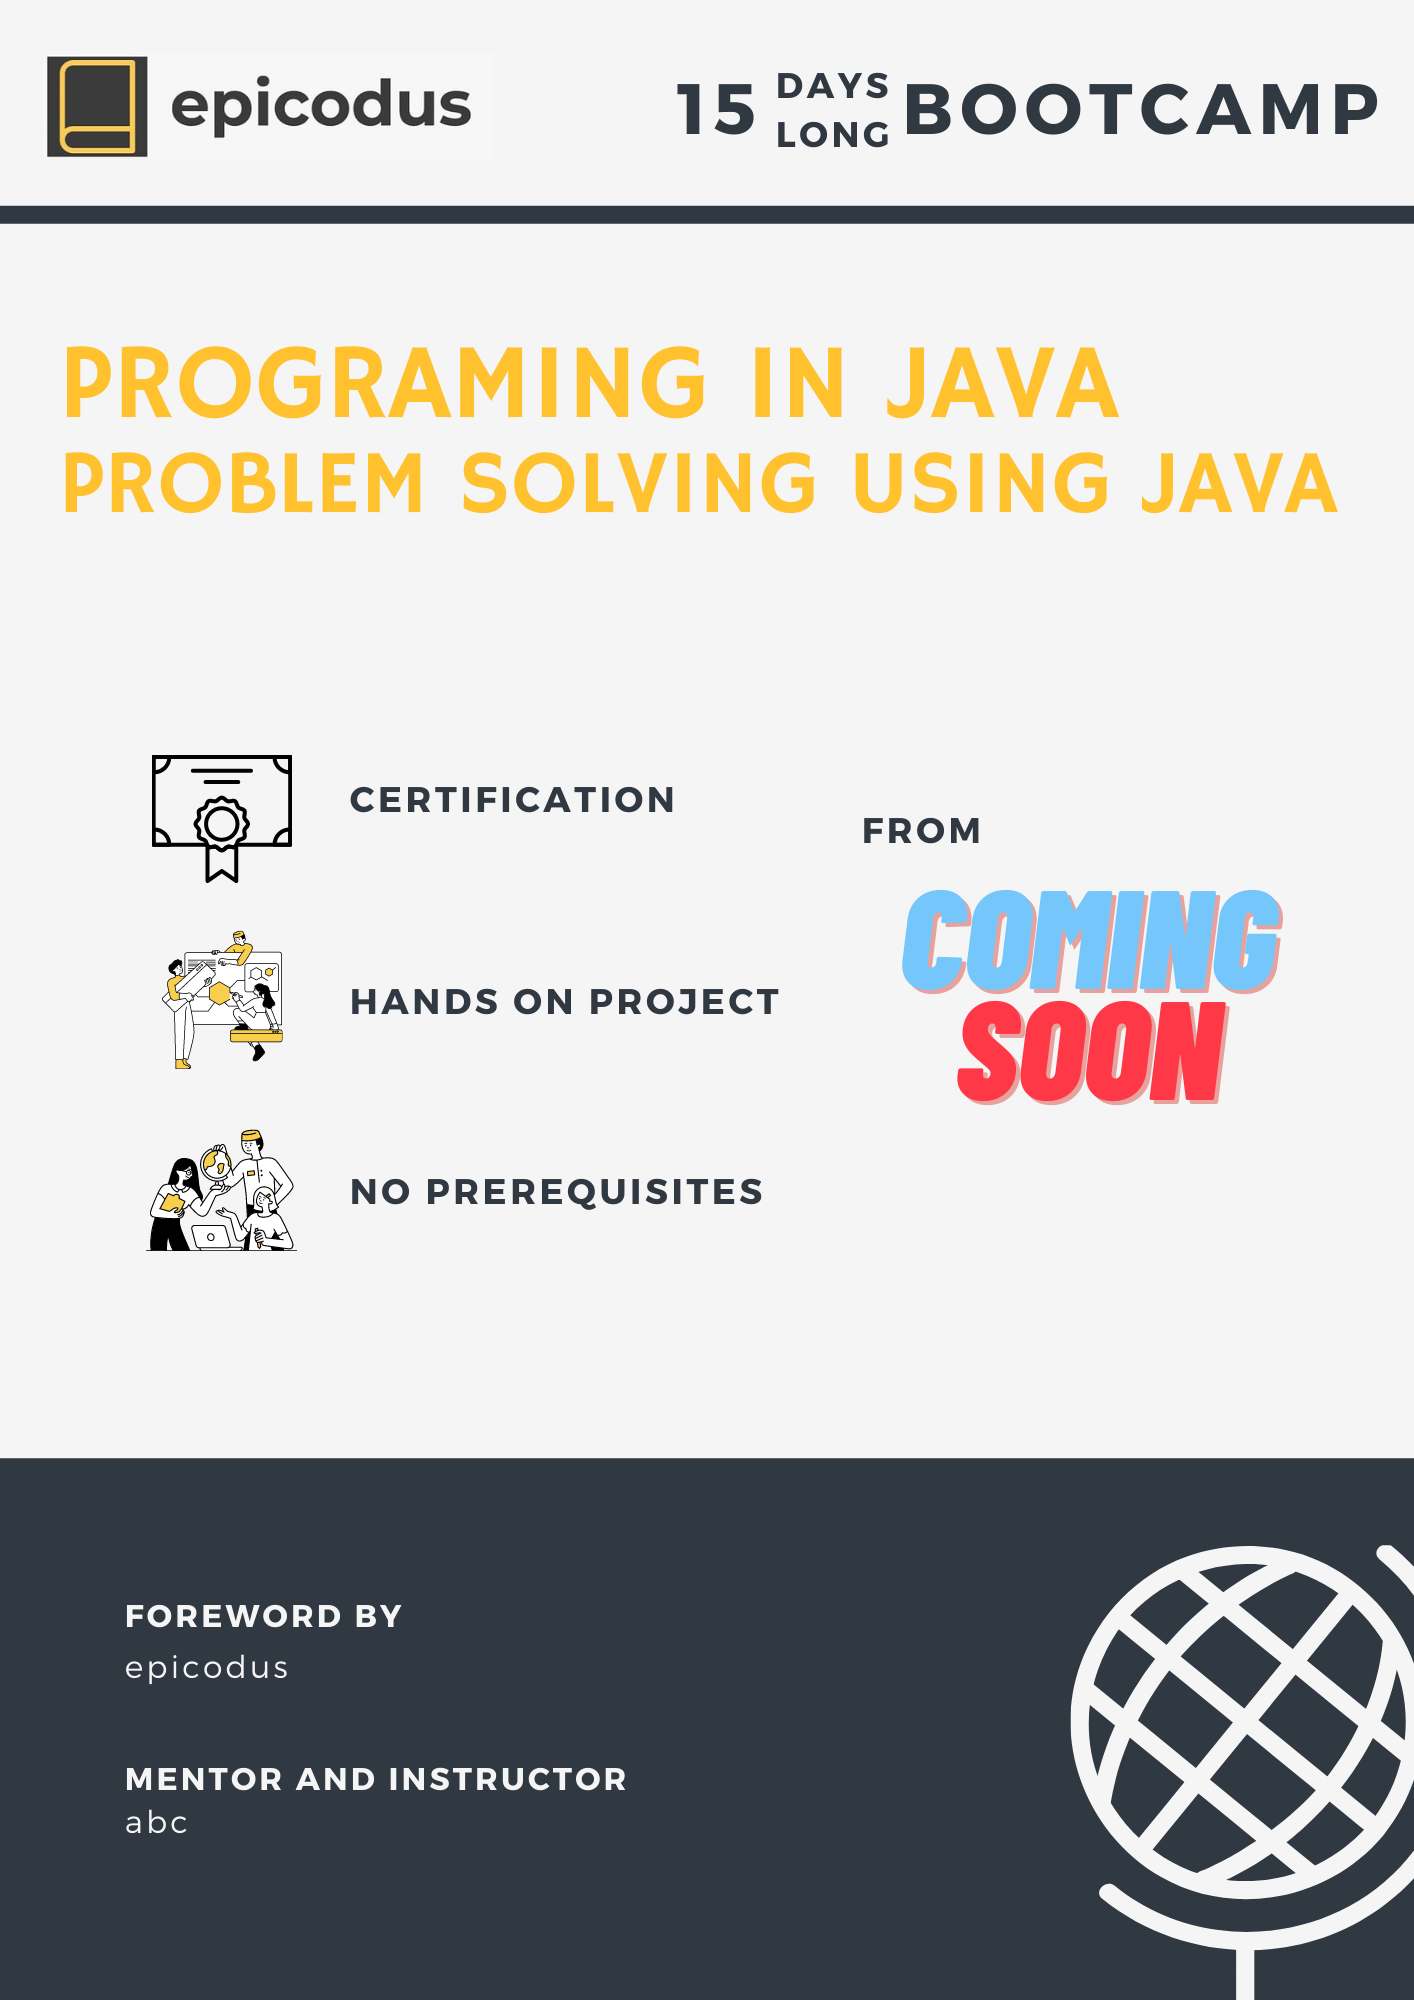 epicodus
15 DAYS LONG BOOTCAMP
PROGRAMING IN JAVA
PROBLEM SOLVING USING JAVA
CERTIFICATION
FROM
COMING
SOON
HANDS ON PROJECT
NO PREREQUISITES
FOREWORD BY
epicodus
MENTOR AND INSTRUCTOR
abc